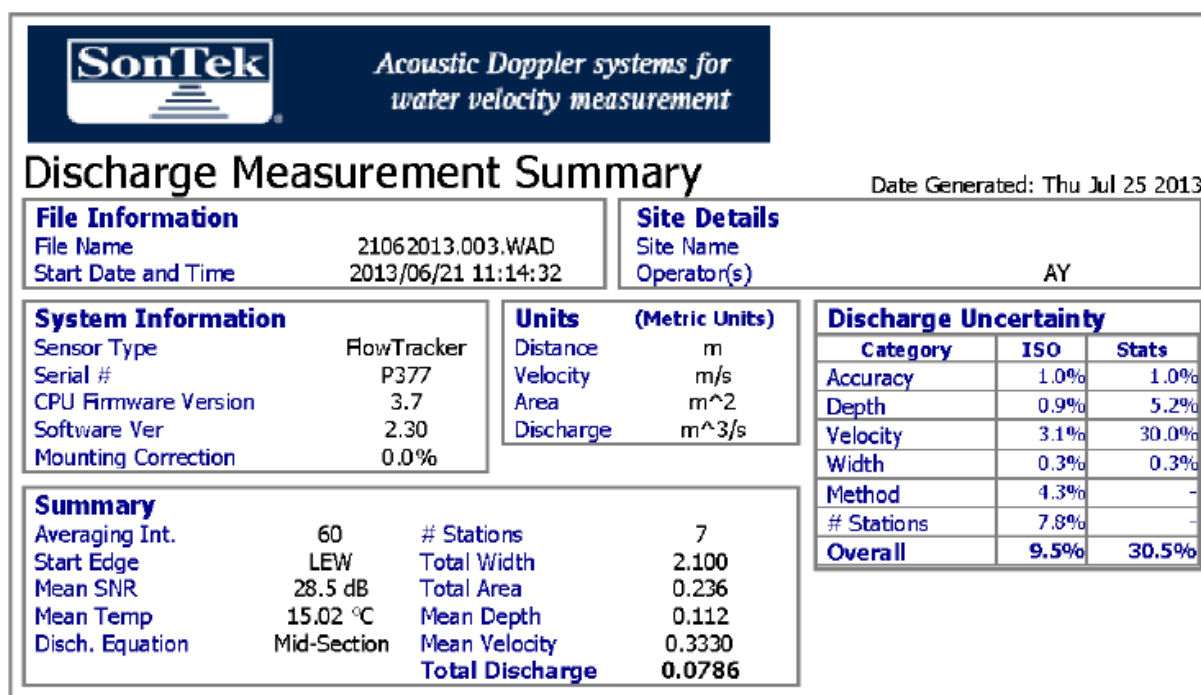 SonTek
Acoustic Doppler systems for
water velocity measurement
Discharge Measurement Summary
Date Generated: Thu Jul 25 2013
File Information
File Name 21062013.003.WAD
Start Date and Time 2013/06/21 11:14:32
Site Details
Site Name
Operator(s) AY
System Information
Sensor Type FlowTracker
Serial # P377
CPU Firmware Version 3.7
Software Ver 2.30
Mounting Correction 0.0%
Units (Metric Units)
Distance m
Velocity m/s
Area m^2
Discharge m^3/s
Discharge Uncertainty
Category ISO Stats
Accuracy 1.0% 1.0%
Depth 0.9% 5.2%
Velocity 3.1% 30.0%
Width 0.3% 0.3%
Method 4.3% -
# Stations 7.8% -
Overall 9.5% 30.5%
Summary
Averaging Int. 60 # Stations 7
Start Edge LEW Total Width 2.100
Mean SNR 28.5 dB Total Area 0.236
Mean Temp 15.02 °C Mean Depth 0.112
Disch. Equation Mid-Section Mean Velocity 0.3330
Total Discharge 0.0786